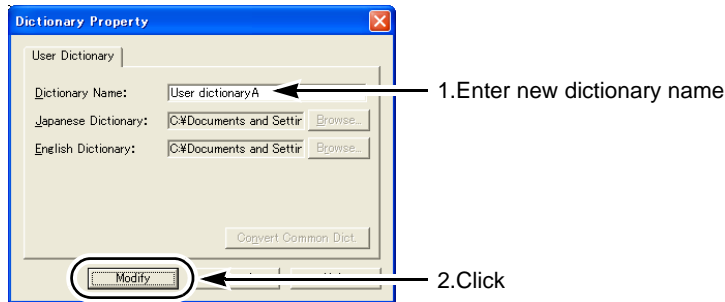 Dictionary Property
User Dictionary
Dictionary Name: User dictionaryA
1.Enter new dictionary name
Japanese Dictionary: C:¥Documents and Settir Browse...
English Dictionary: C:¥Documents and Settir Browse...
Convert Common Dict.
Modify
2.Click